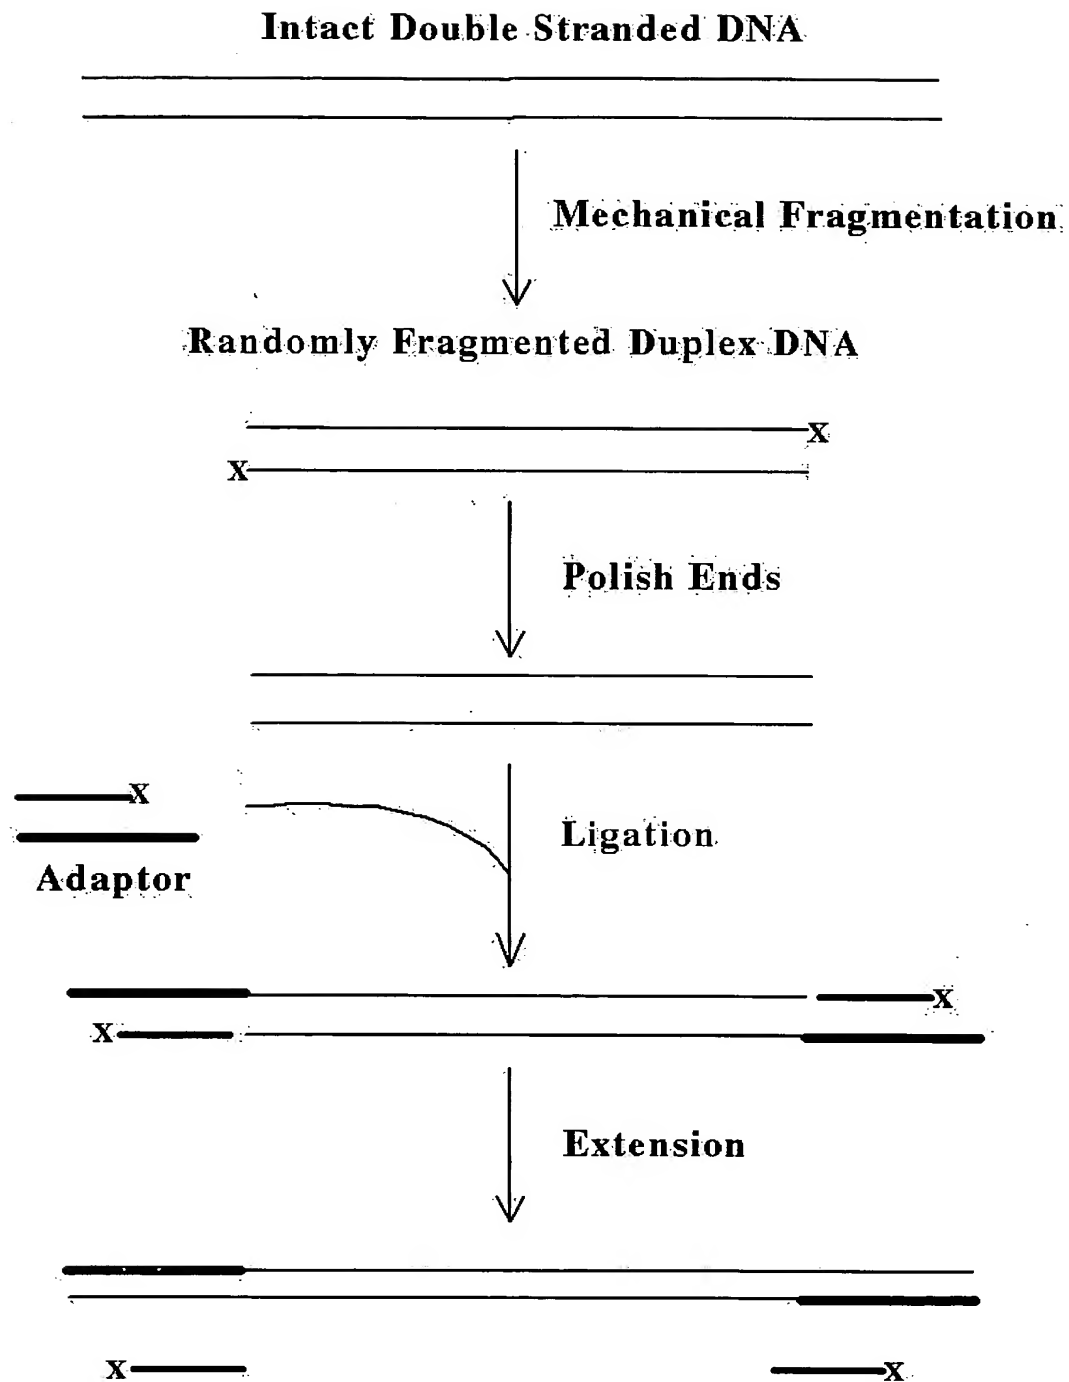 Intact Double Stranded DNA
Mechanical Fragmentation
Randomly Fragmented Duplex DNA
X
X
Polish Ends
X
Ligation
Adaptor
X
X
Extension
X
X